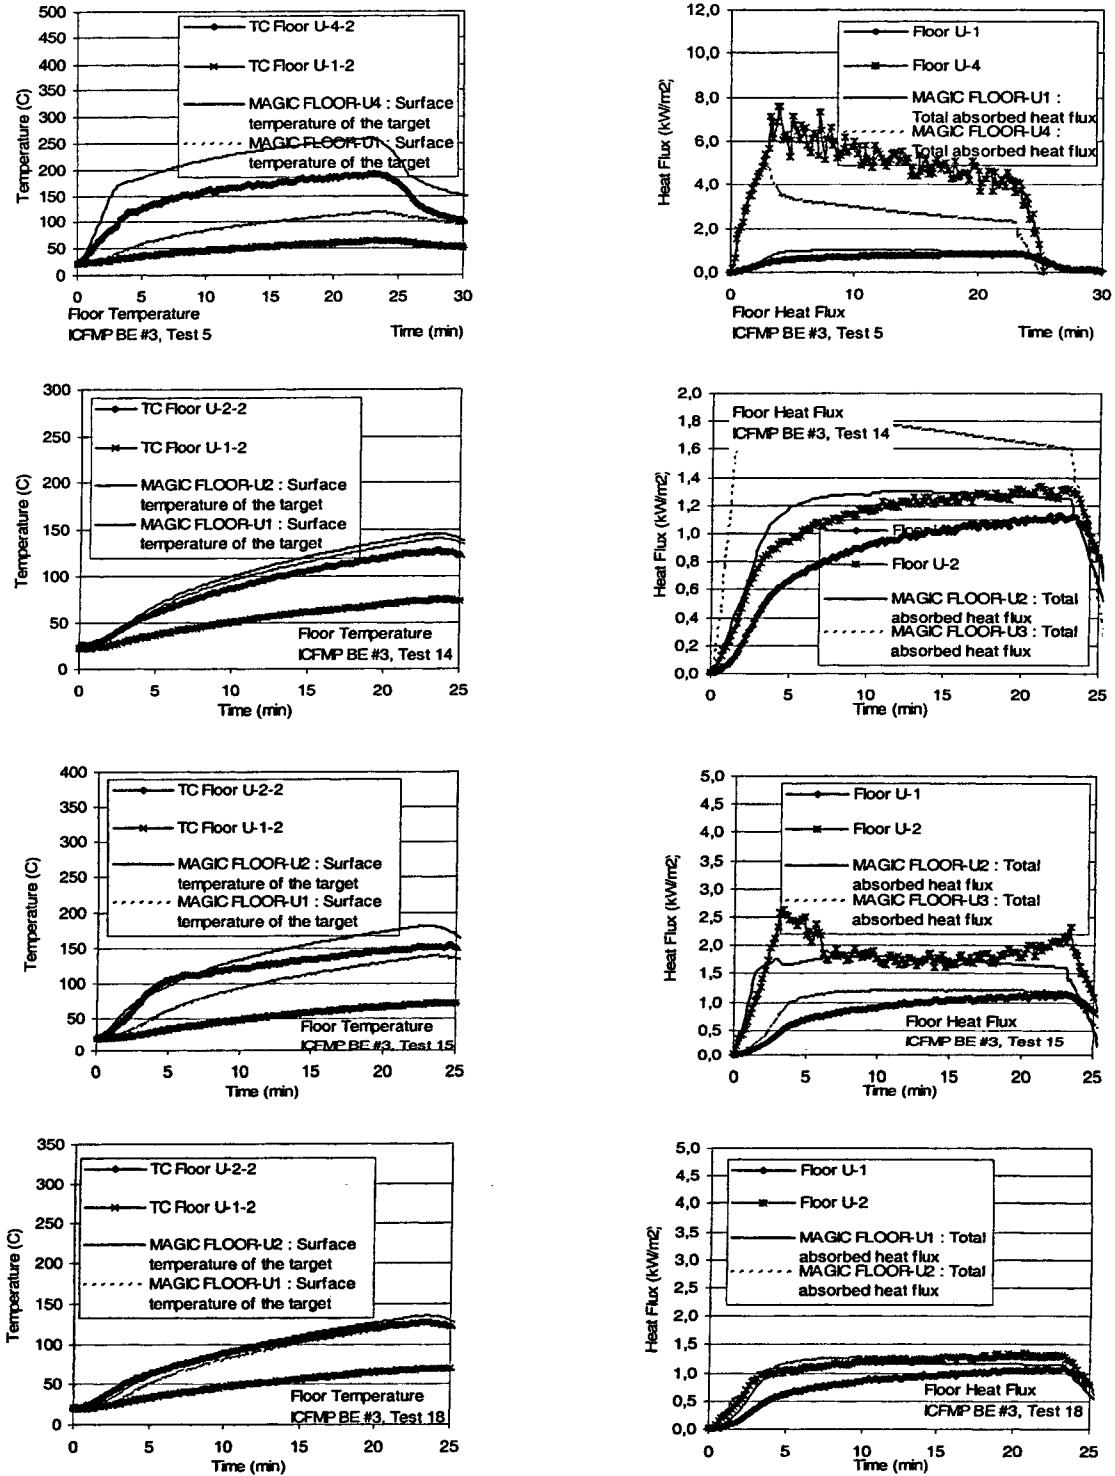 500
450
400
350
300
250
200
150
100
50
0
Temperature (C)
TC Floor U-4-2
TC Floor U-1-2
MAGIC FLOOR-U4 : Surface
temperature of the target
MAGIC FLOOR-U1 : Surface
temperature of the target
0 5 10 15 20 25 30
Floor Temperature
ICFMP BE #3, Test 5
Time (min)
12,0
10,0
8,0
6,0
4,0
2,0
0,0
Heat Flux (kW/m2)
Floor U-1
Floor U-4
MAGIC FLOOR-U1 :
Total absorbed heat flux
MAGIC FLOOR-U4 :
Total absorbed heat flux
0 10 20 30
Floor Heat Flux
ICFMP BE #3, Test 5
Time (min)
300
250
200
150
100
50
0
Temperature (C)
TC Floor U-2-2
TC Floor U-1-2
MAGIC FLOOR-U2 : Surface
temperature of the target
MAGIC FLOOR-U1 : Surface
temperature of the target
Floor Temperature
ICFMP BE #3, Test 14
0 5 10 15 20 25
Time (min)
2,0
1,8
1,6
1,4
1,2
1,0
0,8
0,6
0,4
0,2
0,0
Heat Flux (kW/m2)
Floor Heat Flux
ICFMP BE #3, Test 14
Floor U-2
MAGIC FLOOR-U2 : Total
absorbed heat flux
MAGIC FLOOR-U3 : Total
absorbed heat flux
0 5 10 15 20 25
Time (min)
400
350
300
250
200
150
100
50
0
Temperature (C)
TC Floor U-2-2
TC Floor U-1-2
MAGIC FLOOR-U2 : Surface
temperature of the target
MAGIC FLOOR-U1 : Surface
temperature of the target
Floor Temperature
ICFMP BE #3, Test 15
0 5 10 15 20 25
Time (min)
5,0
4,5
4,0
3,5
3,0
2,5
2,0
1,5
1,0
0,5
0,0
Heat Flux (kW/m2)
Floor U-1
Floor U-2
MAGIC FLOOR-U2 : Total
absorbed heat flux
MAGIC FLOOR-U3 : Total
absorbed heat flux
Floor Heat Flux
ICFMP BE #3, Test 15
0 5 10 15 20 25
Time (min)
350
300
250
200
150
100
50
0
Temperature (C)
TC Floor U-2-2
TC Floor U-1-2
MAGIC FLOOR-U2 : Surface
temperature of the target
MAGIC FLOOR-U1 : Surface
temperature of the target
Floor Temperature
ICFMP BE #3, Test 18
0 5 10 15 20 25
Time (min)
5,0
4,5
4,0
3,5
3,0
2,5
2,0
1,5
1,0
0,5
0,0
Heat Flux (kW/m2)
Floor U-1
Floor U-2
MAGIC FLOOR-U1 : Total
absorbed heat flux
MAGIC FLOOR-U2 : Total
absorbed heat flux
Floor Heat Flux
ICFMP BE #3, Test 18
0 5 10 15 20 25
Time (min)